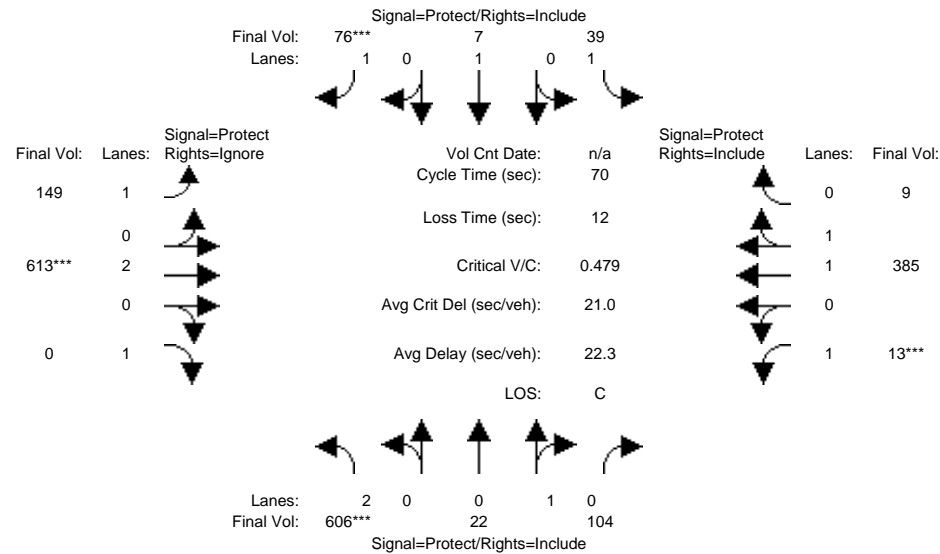 Signal=Protect/Rights=Include
Final Vol: 76*** 7 39
Lanes: 1 0 1 0 1
Signal=Protect Signal=Protect
Final Vol: Lanes: Rights=Ignore Vol Cnt Date: n/a Rights=Include Lanes: Final Vol:
Cycle Time (sec): 70
149 1 0 9
Loss Time (sec): 12
0 1
613*** 2 Critical V/C: 0.479 1 385
0 Avg Crit Del (sec/veh): 21.0 0
0 1 Avg Delay (sec/veh): 22.3 1 13***
LOS: C
Lanes: 2 0 0 1 0
Final Vol: 606*** 22 104
Signal=Protect/Rights=Include